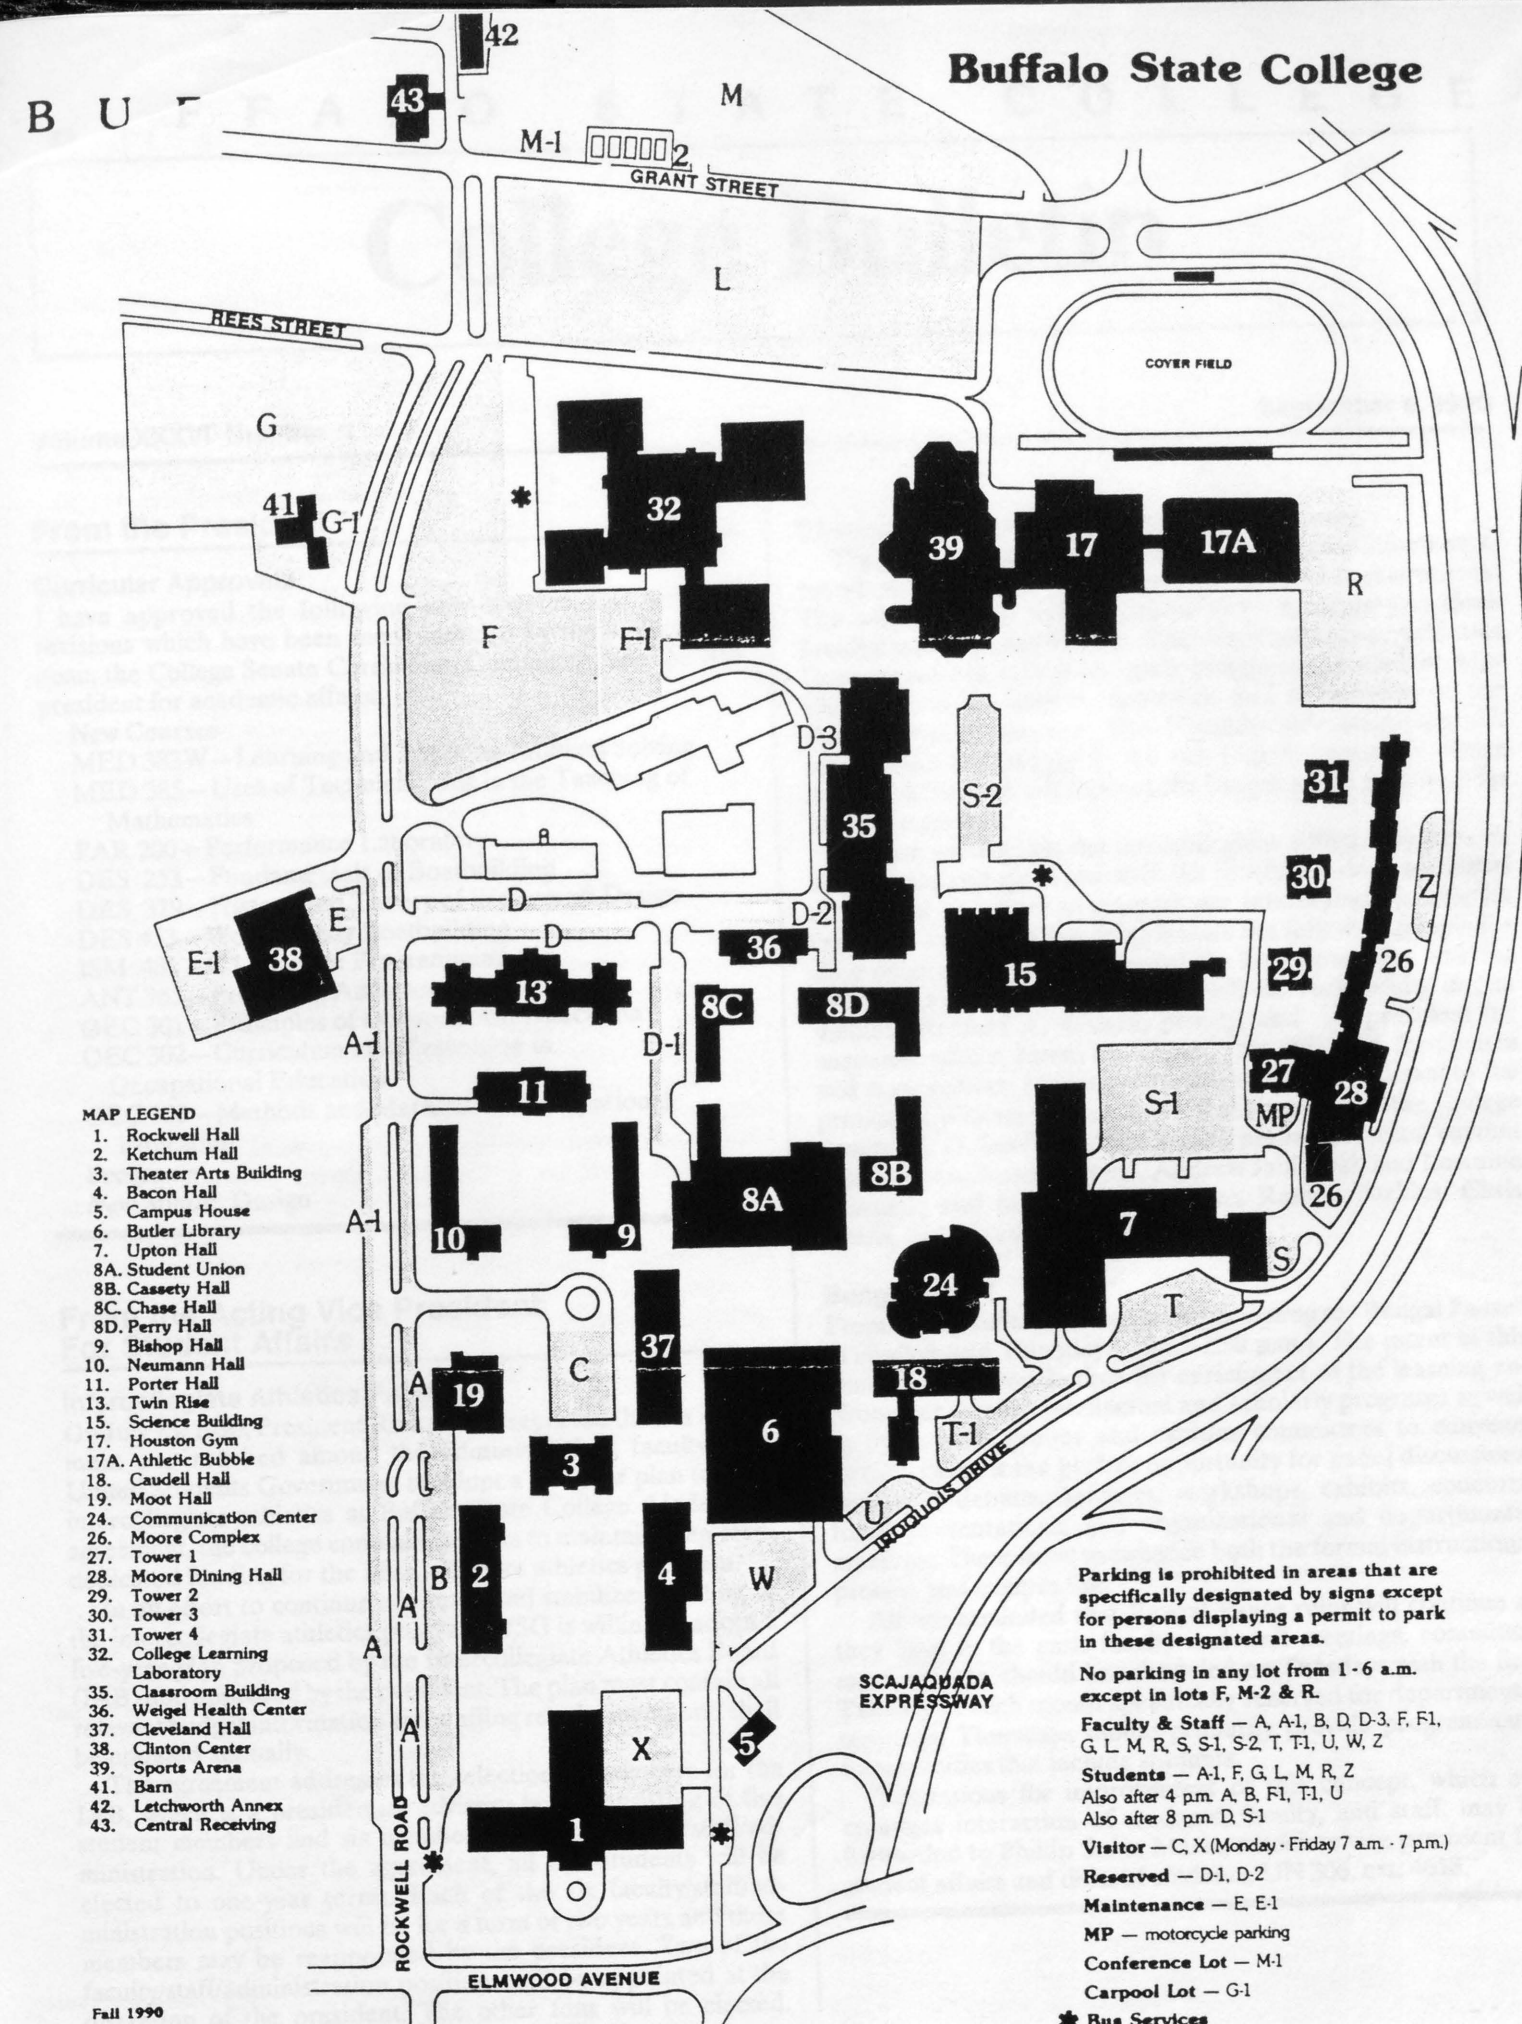 Buffalo State College
B U F
42
43
M
M-1
2
GRANT STREET
L
REES STREET
COYER FIELD
G
41
G-1
32
39
17
17A
R
F
F-1
D-3
S-2
31
35
8
30
Z
D
D-2
E
38
E-1
D
36
13
15
29
26
8C
8D
A-1
D-1
11
27
28
S-1
MP
MAP LEGEND
1. Rockwell Hall
2. Ketchum Hall
3. Theater Arts Building
4. Bacon Hall
5. Campus House
6. Butler Library
7. Upton Hall
8A. Student Union
8B. Cassety Hall
8C. Chase Hall
8D. Perry Hall
9. Bishop Hall
10. Neumann Hall
11. Porter Hall
13. Twin Rise
15. Science Building
17. Houston Gym
17A. Athletic Bubble
18. Caudell Hall
19. Moot Hall
24. Communication Center
26. Moore Complex
27. Tower 1
28. Moore Dining Hall
29. Tower 2
30. Tower 3
31. Tower 4
32. College Learning
Laboratory
35. Classroom Building
36. Weigel Health Center
37. Cleveland Hall
38. Clinton Center
39. Sports Arena
41. Barn
42. Letchworth Annex
43. Central Receiving
A-1
10
9
8A
8B
7
26
S
24
T
37
C
A
19
18
T-1
6
3
U
IROQUOIS DRIVE
B
2
4
W
A
A
A
X
5
1
SCAJAQUADA
EXPRESSWAY
ROCKWELL ROAD
ELMWOOD AVENUE
Parking is prohibited in areas that are
specifically designated by signs except
for persons displaying a permit to park
in these designated areas.
No parking in any lot from 1 - 6 a.m.
except in lots F, M-2 & R.
Faculty & Staff — A, A-1, B, D, D-3, F, F-1,
G, L, M, R, S, S-1, S-2, T, T-1, U, W, Z
Students — A-1, F, G, L, M, R, Z
Also after 4 p.m. A, B, F-1, T-1, U
Also after 8 p.m. D, S-1
Visitor — C, X (Monday - Friday 7 a.m. - 7 p.m.)
Reserved — D-1, D-2
Maintenance — E, E-1
MP — motorcycle parking
Conference Lot — M-1
Carpool Lot — G-1
* Bus Services
Fall 1990